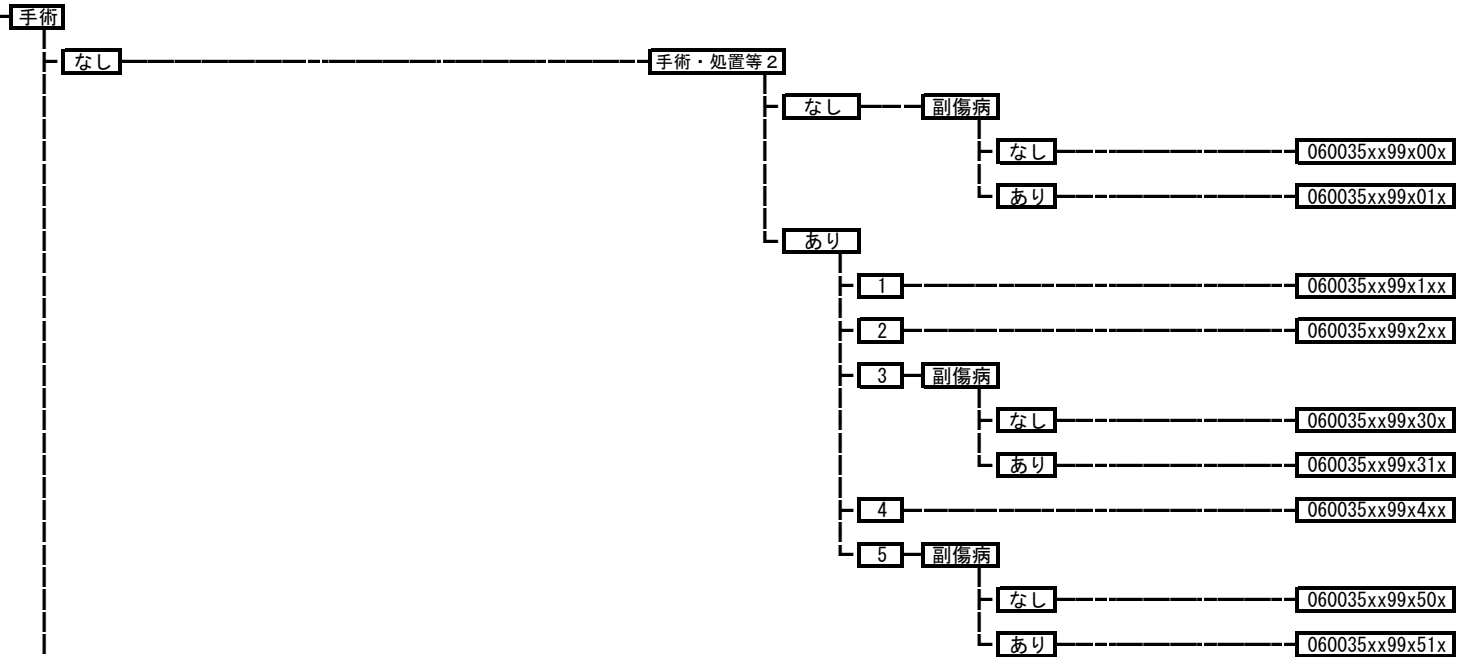 手術
なし 手術・処置等２
なし 副傷病
なし 060035xx99x00x
あり 060035xx99x01x
あり
1 060035xx99x1xx
2 060035xx99x2xx
3 副傷病
なし 060035xx99x30x
あり 060035xx99x31x
4 060035xx99x4xx
5 副傷病
なし 060035xx99x50x
あり 060035xx99x51x